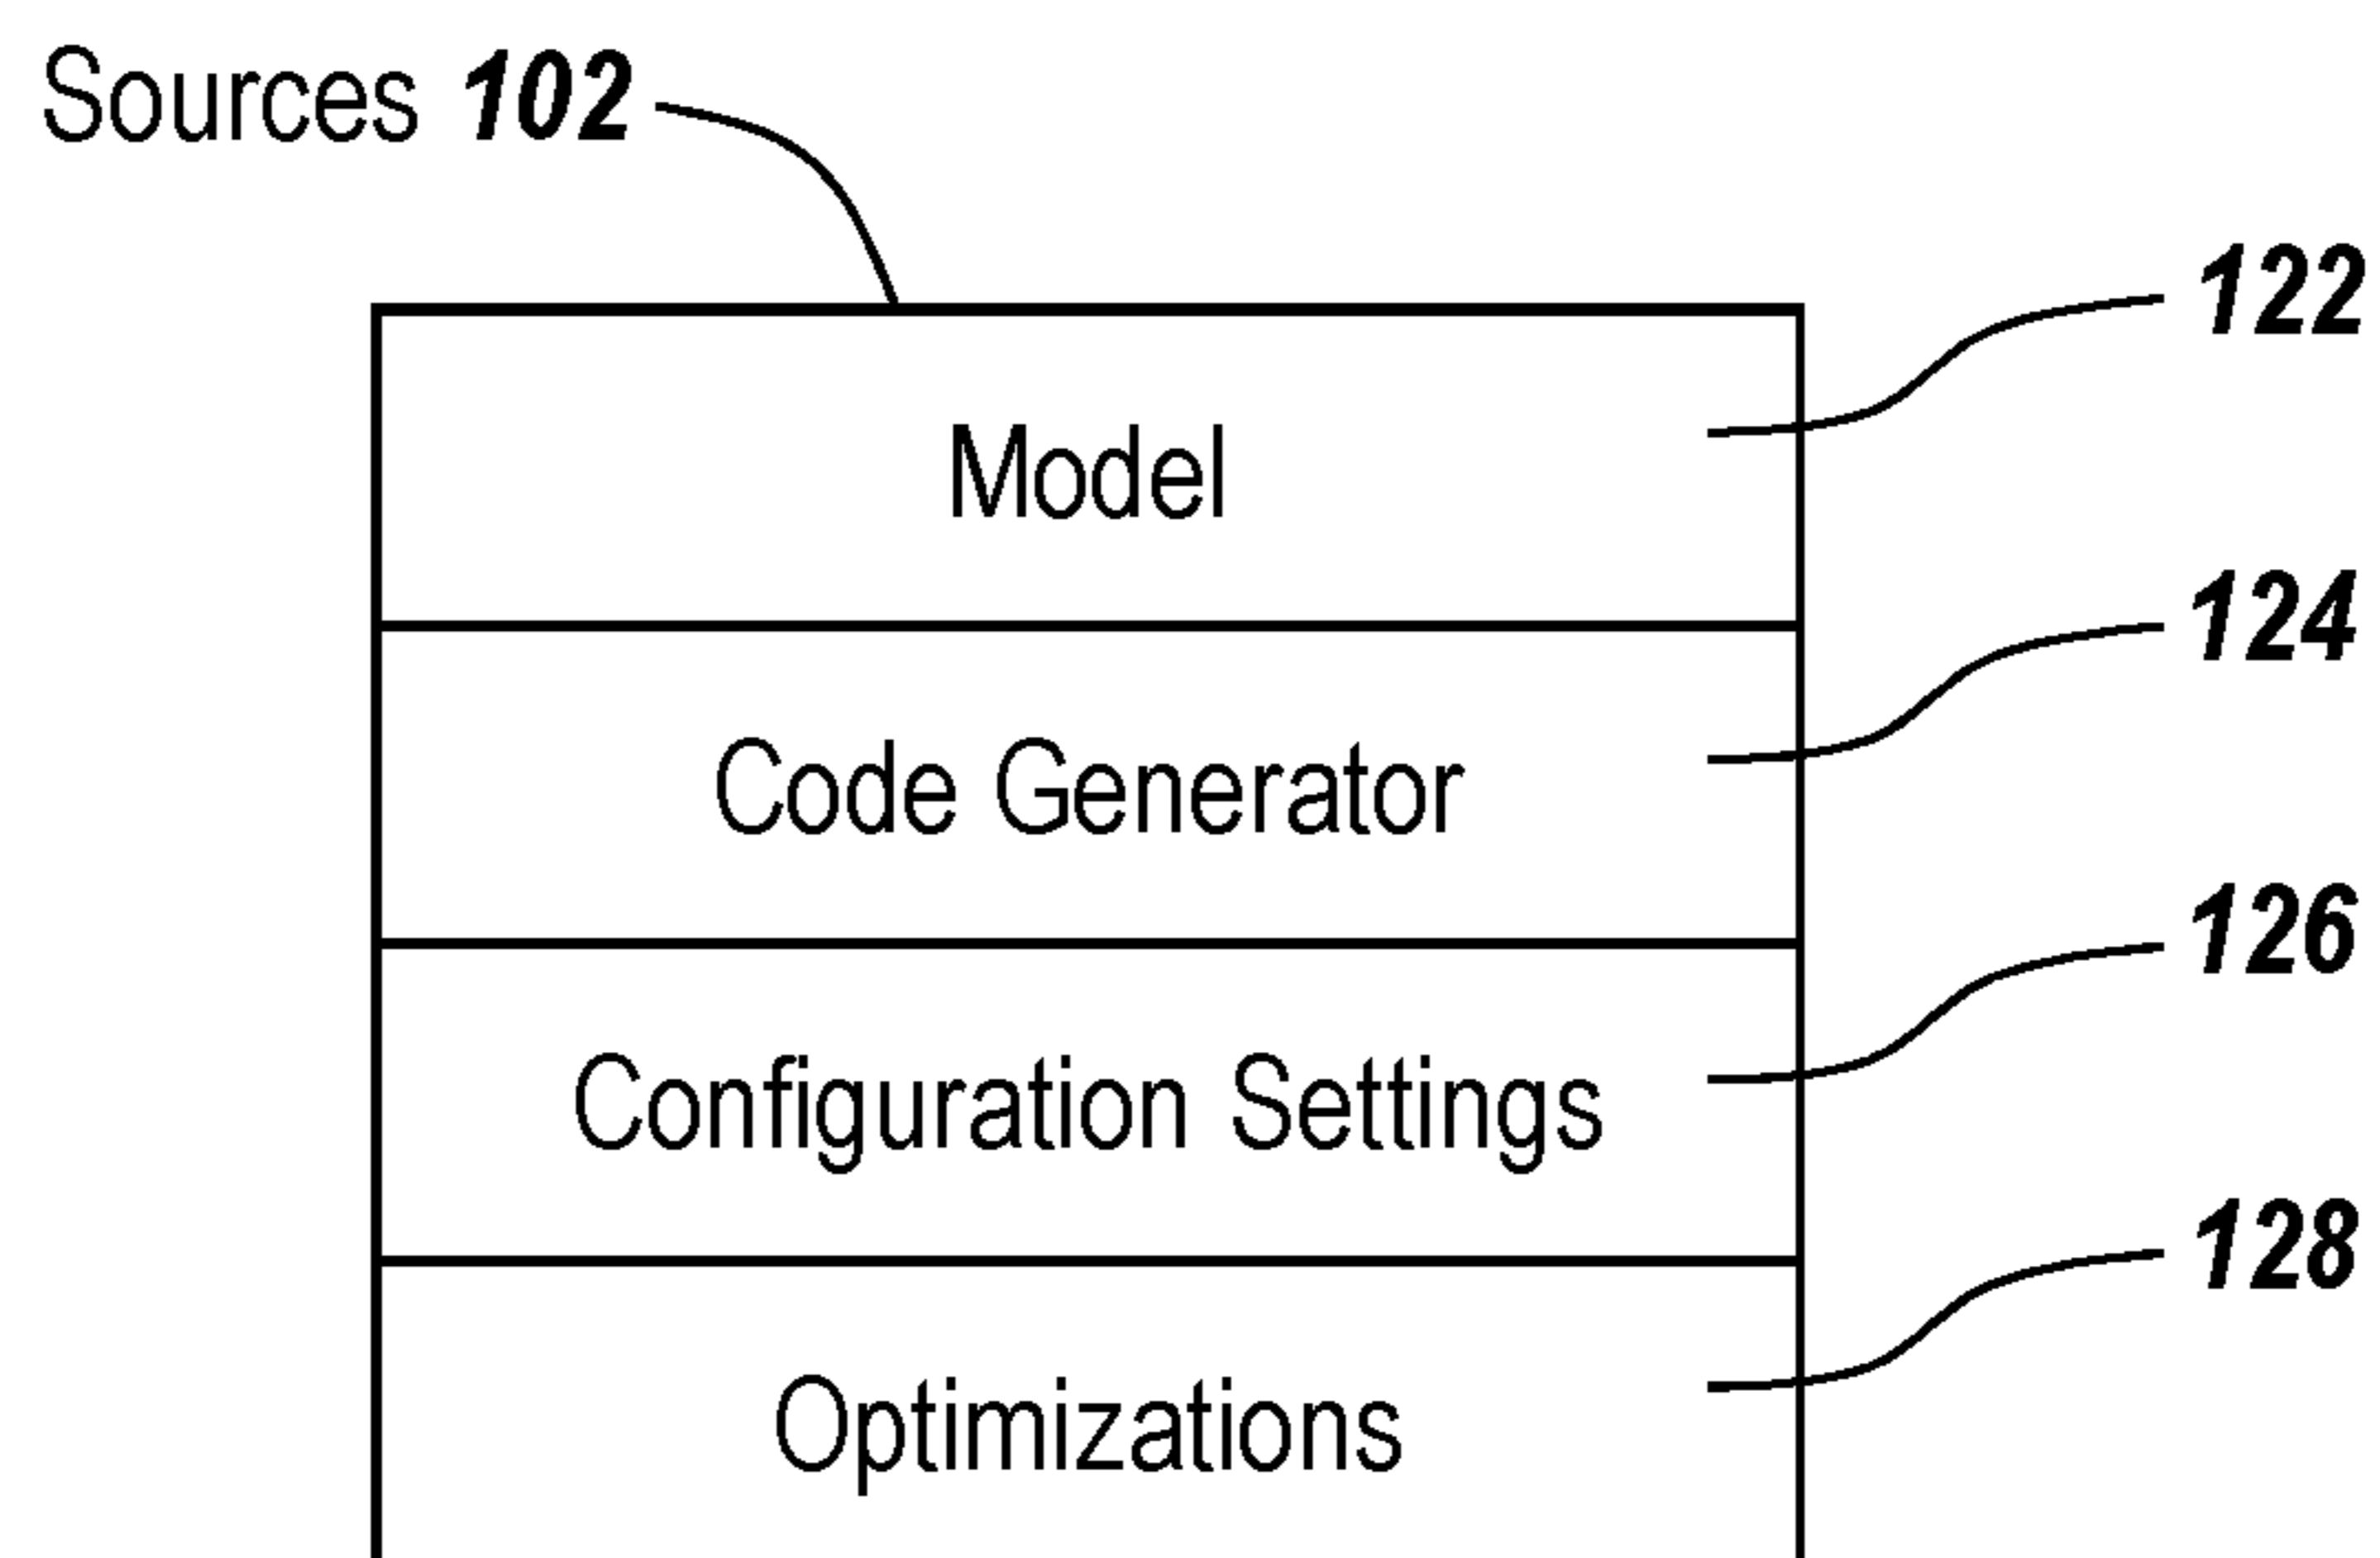 Sources 102
122
Model
124
Code Generator
126
Configuration Settings
128
Optimizations